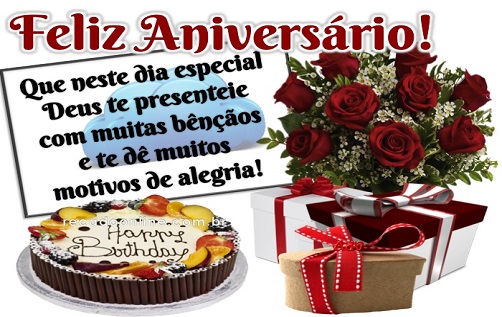 Feliz Aniversário!
Que neste dia especial
Deus te presenteie
com muitas bênçãos
e te dê muitos
motivos de alegria!
Happy
Birthday